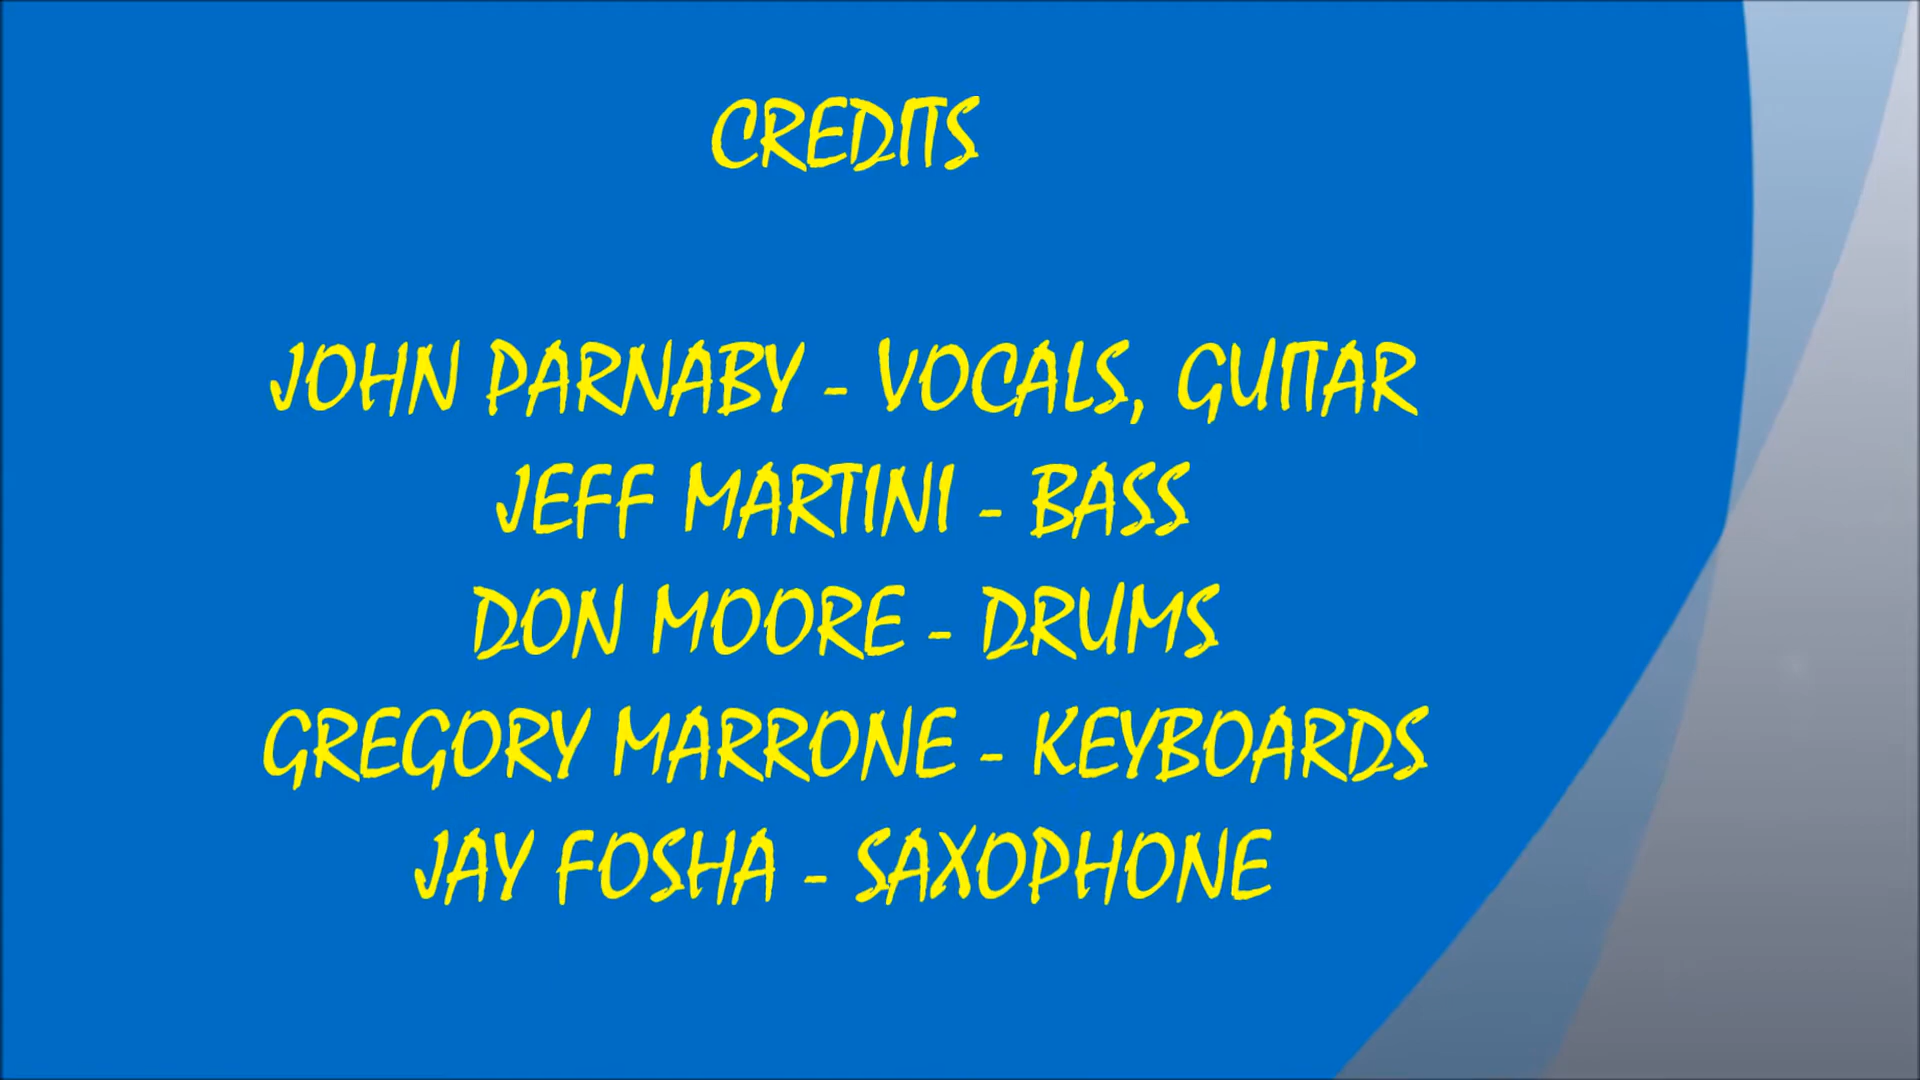 CREDITS
JOHN PARNABY - VOCALS, GUITAR
JEFF MARTINI - BASS
DON MOORE - DRUMS
GREGORY MARRONE - KEYBOARDS
JAY FOSHA - SAXOPHONE